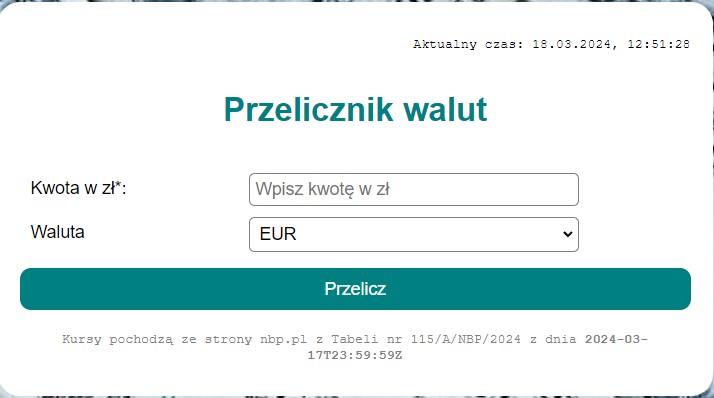 Aktualny czas: 18.03.2024, 12:51:28
Przelicznik walut
Kwota w zł*:
Wpisz kwotę w zł
Waluta
EUR
Przelicz
Kursy pochodzą ze strony nbp.pl z Tabeli nr 115/A/NBP/2024 z dnia 2024-03-
17T23:59:59Z